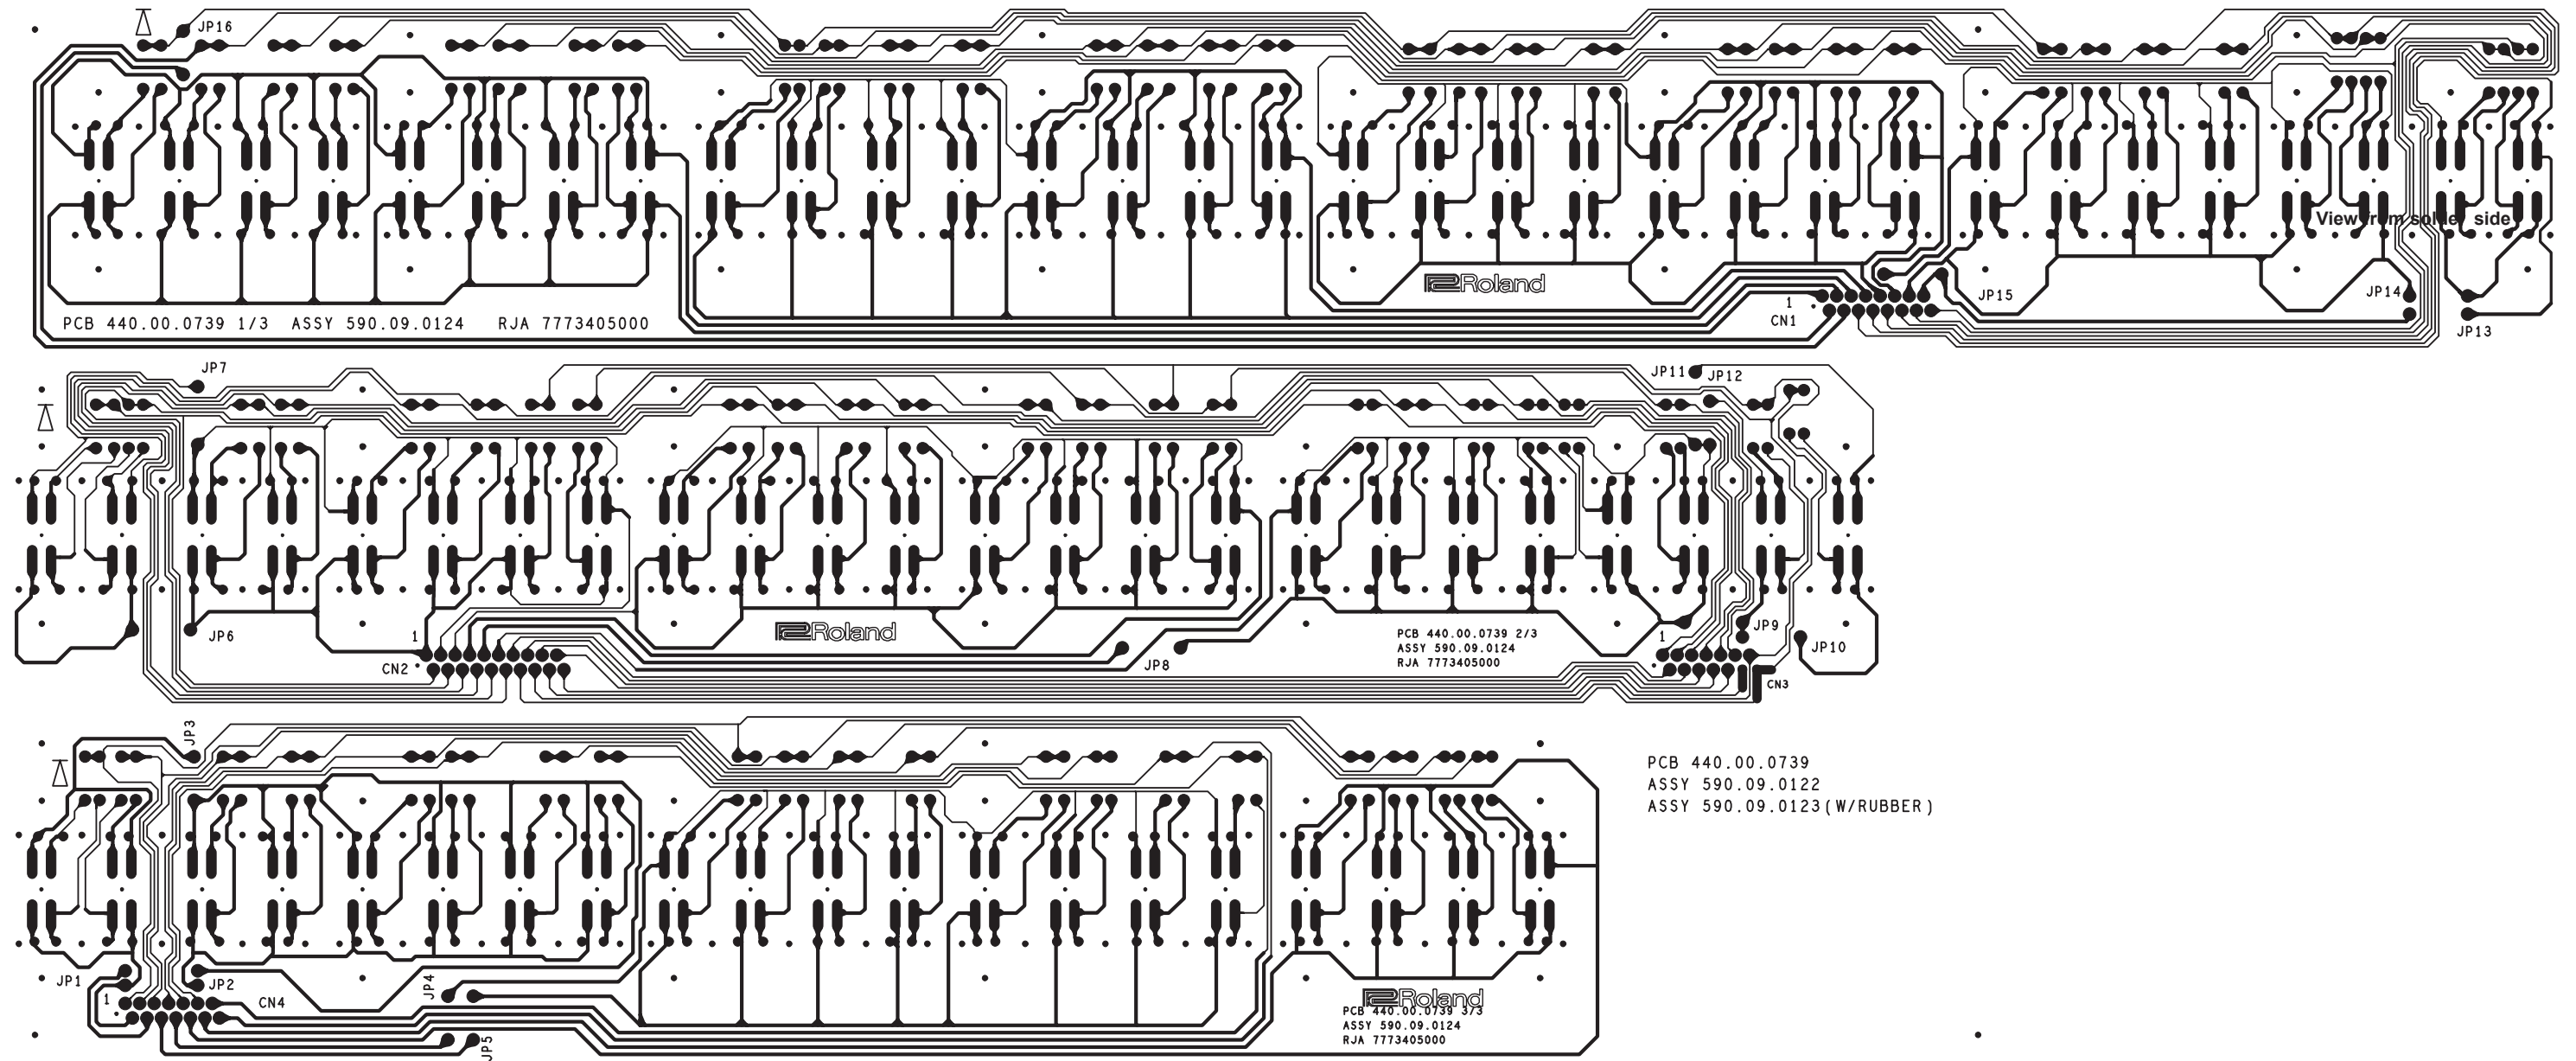 JP16
View from solder side
Roland
JP15
JP14
1
CN1
JP13
PCB 440.00.0739 1/3 ASSY 590.09.0124 RJA 7773405000
JP7
JP11
JP12
JP6
1
CN2
Roland
JP8
PCB 440.00.0739 2/3
ASSY 590.09.0124
RJA 7773405000
1
JP9
JP10
CN3
JP3
PCB 440.00.0739
ASSY 590.09.0122
ASSY 590.09.0123(W/RUBBER)
JP1
JP2
1
CN4
JP4
JP5
Roland
PCB 440.00.0739 3/3
ASSY 590.09.0124
RJA 7773405000